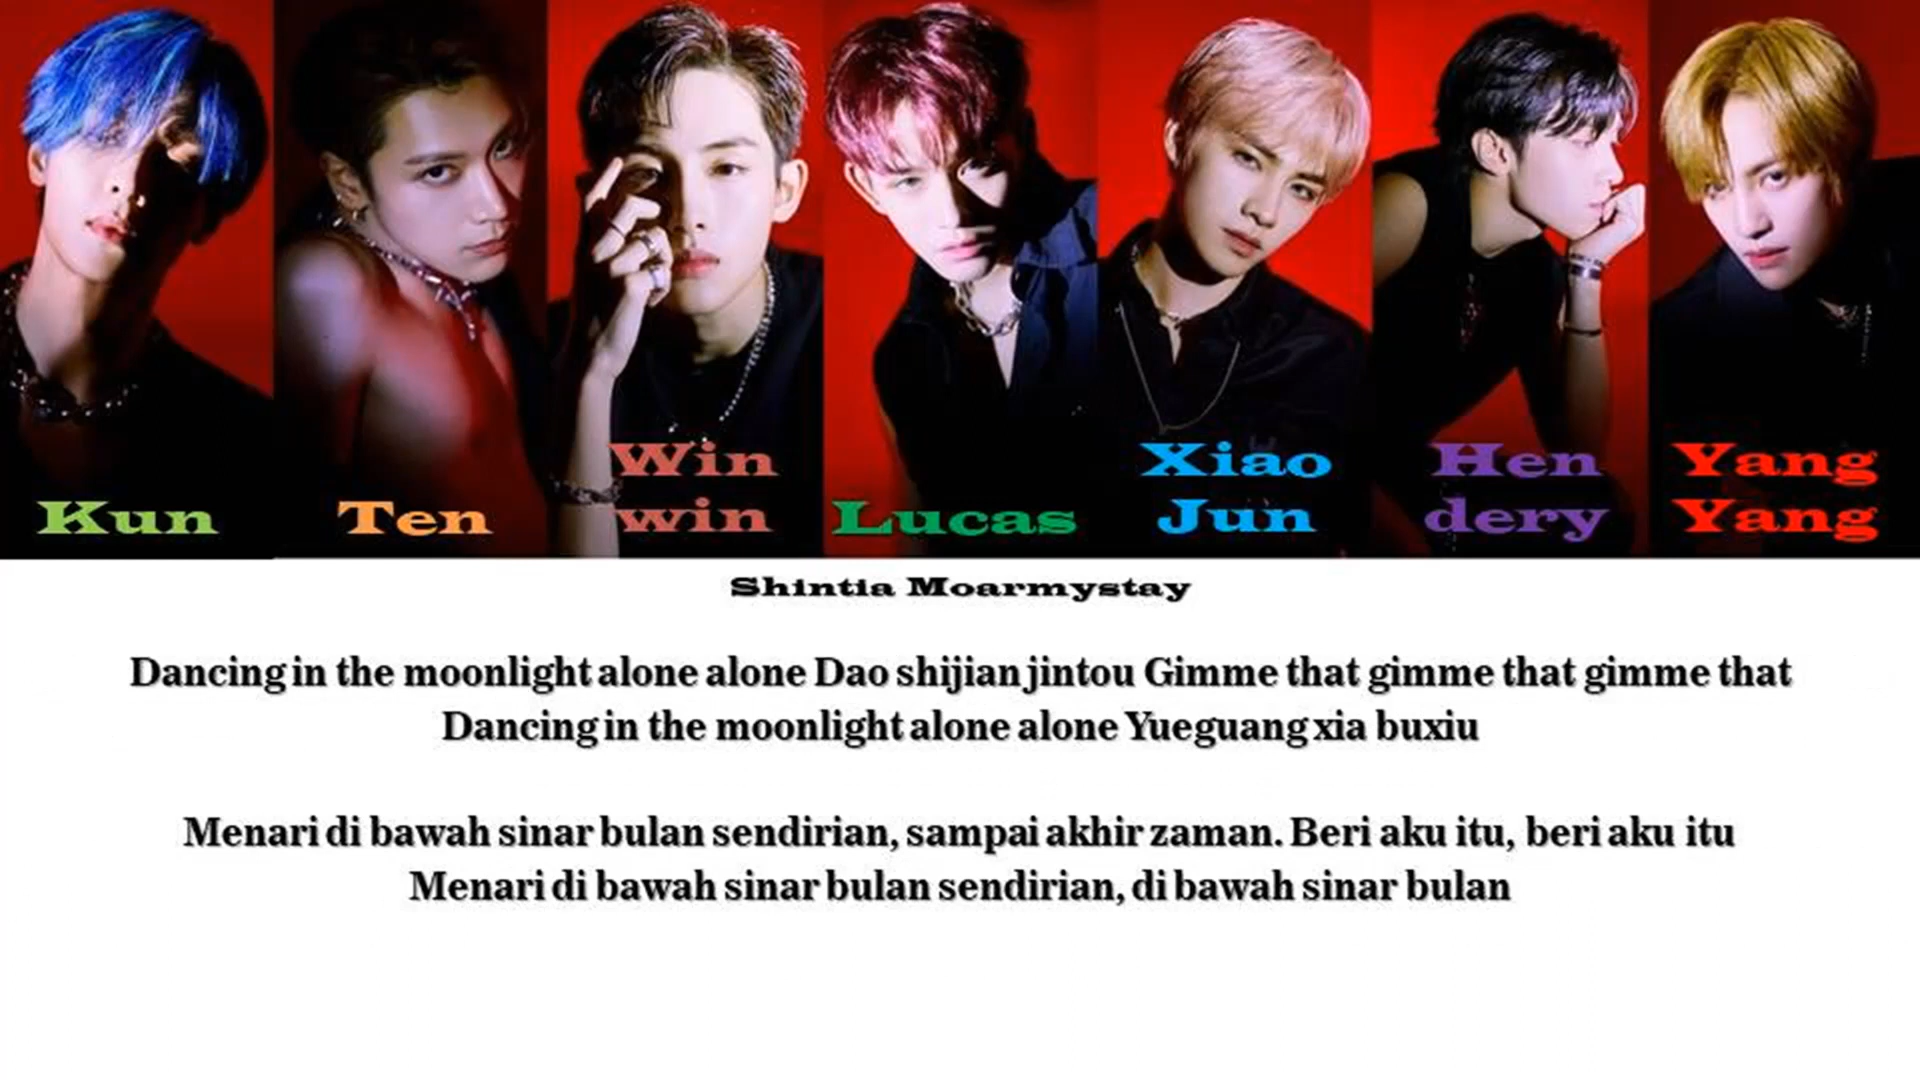 Kun
Ten
Win
win
Lucas
Xiao
Jun
Hen
dery
Yang
Yang
Shintia Moarmystay
Dancing in the moonlight alone alone Dao shijian jintou Gimme that gimme that gimme that
Dancing in the moonlight alone alone Yueguang xia buxiu
Menari di bawah sinar bulan sendirian, sampai akhir zaman. Beri aku itu, beri aku itu
Menari di bawah sinar bulan sendirian, di bawah sinar bulan